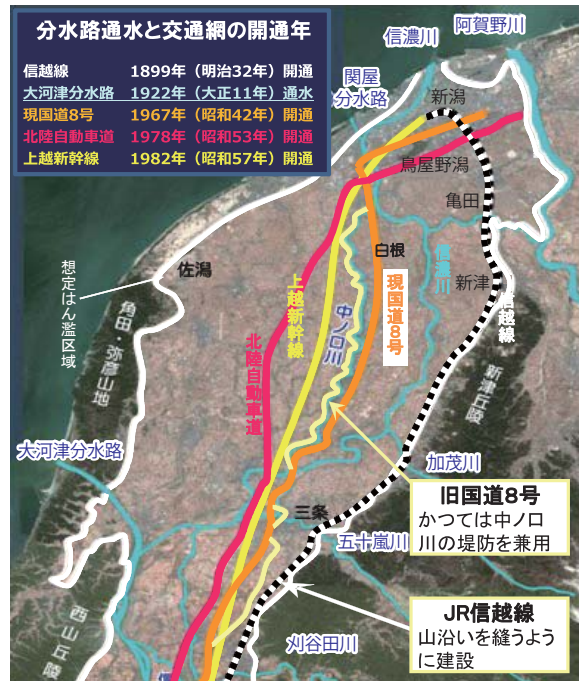 分水路通水と交通網の開通年
信越線 1899年（明治32年）開通
大河津分水路 1922年（大正11年）通水
現国道8号 1967年（昭和42年）開通
北陸自動車道 1978年（昭和53年）開通
上越新幹線 1982年（昭和57年）開通
信濃川
阿賀野川
関屋
分水路
新潟
鳥屋野潟
亀田
白根
信濃川
新津
信越線
佐潟
想定はん濫区域
角田・弥彦山地
上越新幹線
中ノ口川
現国道8号
北陸自動車道
新津丘陵
大河津分水路
加茂川
旧国道8号
かつては中ノ口
川の堤防を兼用
三条
五十嵐川
JR信越線
山沿いを縫うよう
に建設
西山丘陵
刈谷田川